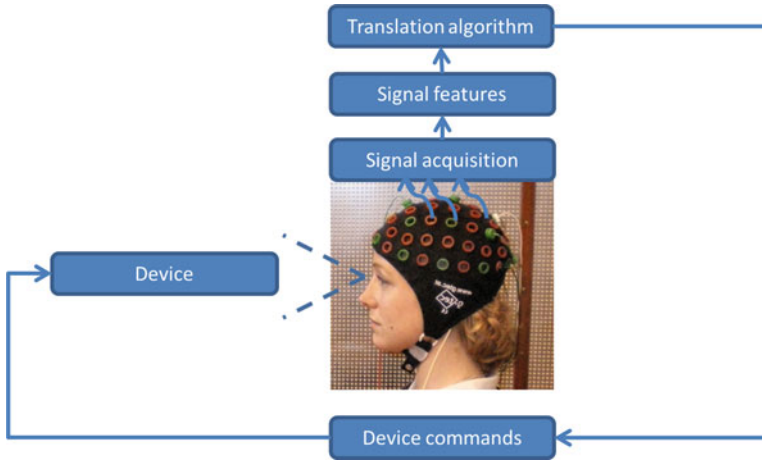 Translation algorithm
Signal features
Signal acquisition
Device
Device commands